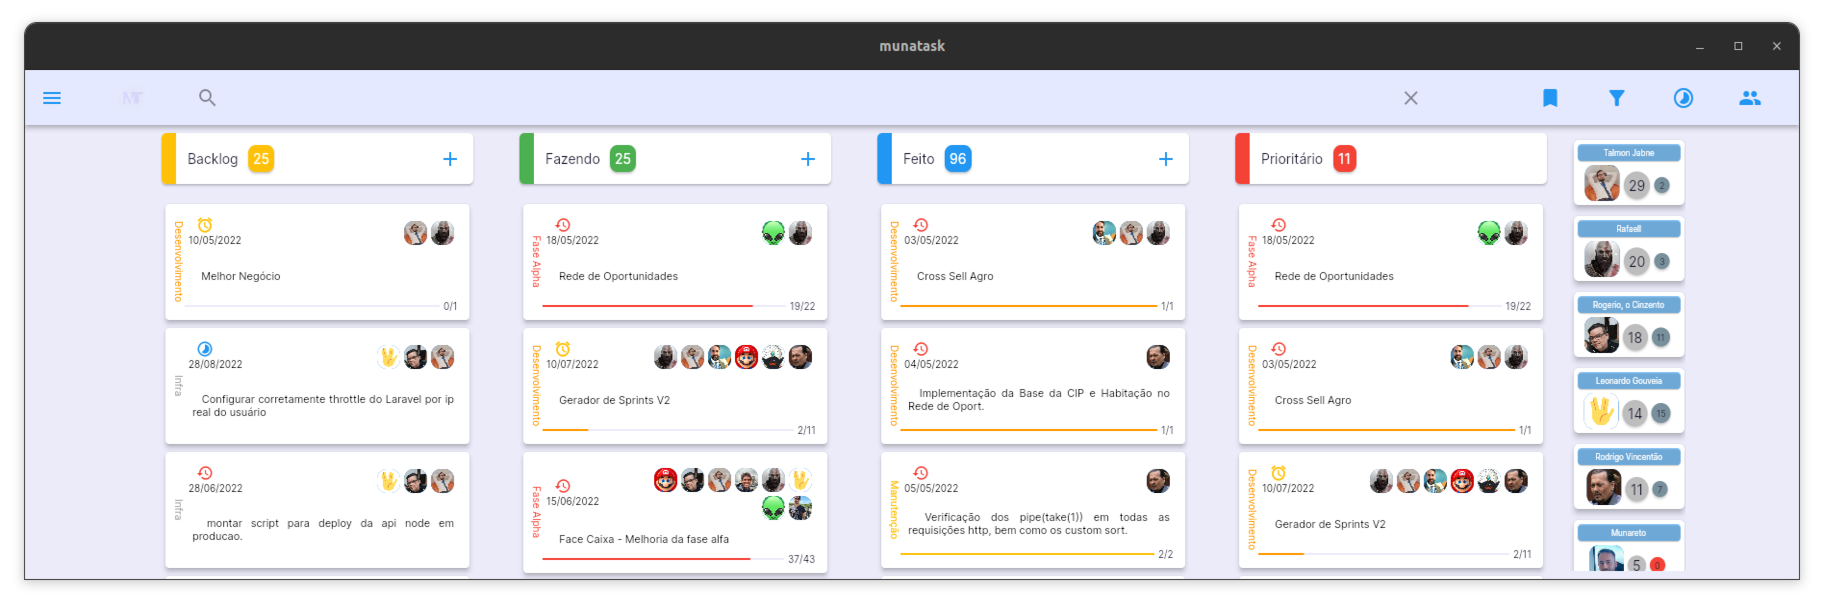 munatask
MT
Backlog 25
Desenvolvimento
10/05/2022
Melhor Negócio
0/1
Infra
28/08/2022
Configurar corretamente throttle do Laravel por ip
real do usuário
Infra
28/06/2022
montar script para deploy da api node em
producao.
Fazendo 25
Fase Alpha
18/05/2022
Rede de Oportunidades
19/22
Desenvolvimento
10/07/2022
Gerador de Sprints V2
2/11
Fase Alpha
15/06/2022
Face Caixa - Melhoria da fase alfa
37/43
Feito 96
Desenvolvimento
03/05/2022
Cross Sell Agro
1/1
Desenvolvimento
04/05/2022
Implementação da Base da CIP e Habitação no
Rede de Oport.
1/1
Manutenção
05/05/2022
Verificação dos pipe(take(1)) em todas as
requisições http, bem como os custom sort.
2/2
Prioritário 11
Fase Alpha
18/05/2022
Rede de Oportunidades
19/22
Desenvolvimento
03/05/2022
Cross Sell Agro
1/1
Desenvolvimento
10/07/2022
Gerador de Sprints V2
2/11
Talmon Jabne
29 2
Rafaell
20 3
Rogerio, o Cinzento
18 11
Leonardo Gouveia
14 15
Rodrigo Vincentão
11 7
Munareto
5 0